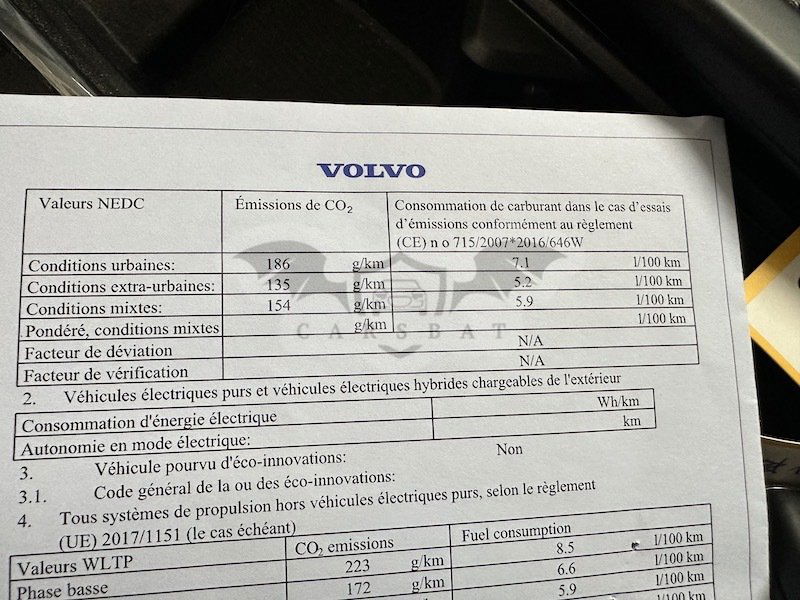 VOLVO
Valeurs NEDC Émissions de CO₂ Consommation de carburant dans le cas d'essais
d'émissions conformément au règlement
(CE) n o 715/2007*2016/646W
Conditions urbaines: 186 g/km 7.1 l/100 km
Conditions extra-urbaines: 135 g/km 5.2 l/100 km
Conditions mixtes: 154 g/km 5.9 l/100 km
Pondéré, conditions mixtes g/km l/100 km
CARSBAT
Facteur de déviation N/A
Facteur de vérification N/A
2. Véhicules électriques purs et véhicules électriques hybrides chargeables de l'extérieur
Consommation d'énergie électrique Wh/km
Autonomie en mode électrique: km
3. Véhicule pourvu d'éco-innovations: Non
3.1. Code général de la ou des éco-innovations:
4. Tous systèmes de propulsion hors véhicules électriques purs, selon le règlement
(UE) 2017/1151 (le cas échéant)
Valeurs WLTP CO₂ emissions Fuel consumption
Phase basse 223 g/km 8.5 l/100 km
172 g/km 6.6 l/100 km
5.9 l/100 km
l/100 km